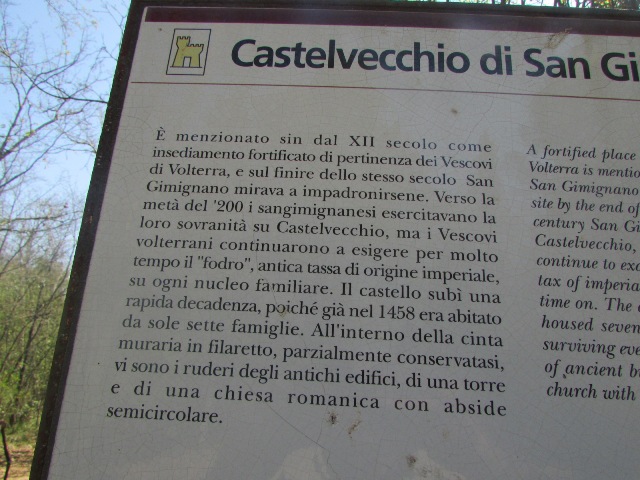 Castelvecchio di San Gi
È menzionato sin dal XII secolo come
insediamento fortificato di pertinenza dei Vescovi
di Volterra, e sul finire dello stesso secolo San
Gimignano mirava a impadronirsene. Verso la
metà del '200 i sangimignanesi esercitavano la
loro sovranità su Castelvecchio, ma i Vescovi
volterrani continuarono a esigere per molto
tempo il "fodro", antica tassa di origine imperiale,
su ogni nucleo familiare. Il castello subì una
rapida decadenza, poiché già nel 1458 era abitato
da sole sette famiglie. All'interno della cinta
muraria in filaretto, parzialmente conservatasi,
vi sono i ruderi degli antichi edifici, di una torre
e di una chiesa romanica con abside
semicircolare.
A fortified place
Volterra is mentio
San Gimignano
site by the end of
century San Gi
Castelvecchio,
continue to exa
tax of imperia
time on. The c
housed seven
surviving eve
of ancient bu
church with